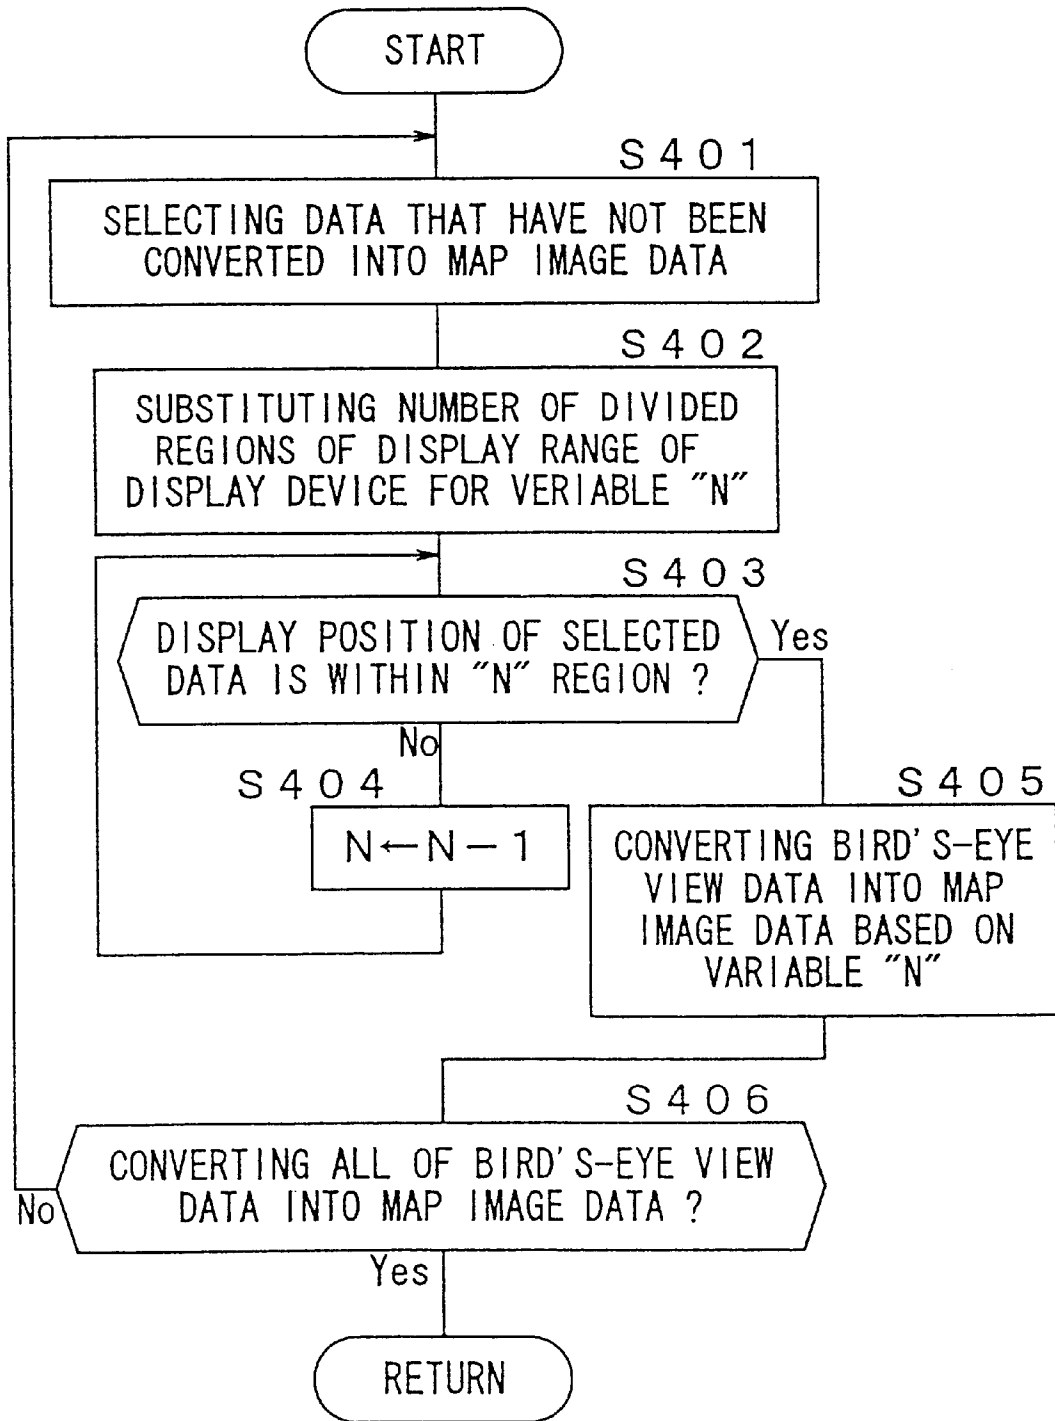 START
S401
SELECTING DATA THAT HAVE NOT BEEN
CONVERTED INTO MAP IMAGE DATA
S402
SUBSTITUTING NUMBER OF DIVIDED
REGIONS OF DISPLAY RANGE OF
DISPLAY DEVICE FOR VERIABLE "N"
S403
DISPLAY POSITION OF SELECTED
DATA IS WITHIN "N" REGION ?
Yes
No
S404
N←N-1
S405
CONVERTING BIRD'S-EYE
VIEW DATA INTO MAP
IMAGE DATA BASED ON
VARIABLE "N"
S406
CONVERTING ALL OF BIRD'S-EYE VIEW
DATA INTO MAP IMAGE DATA ?
No
Yes
RETURN